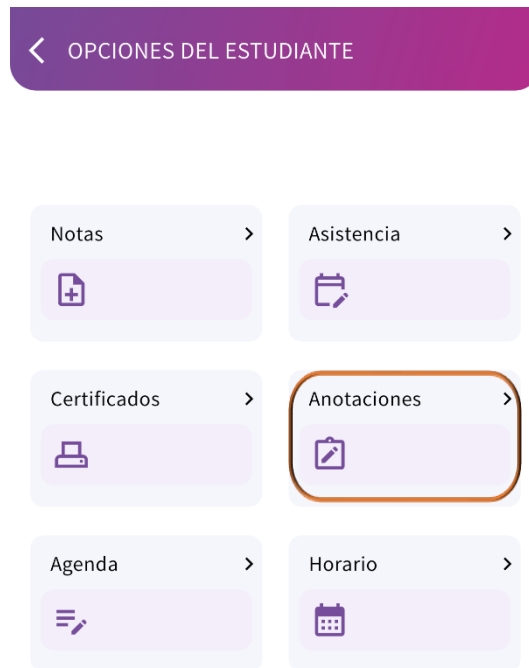 OPCIONES DEL ESTUDIANTE
Notas
Asistencia
Certificados
Anotaciones
Agenda
Horario